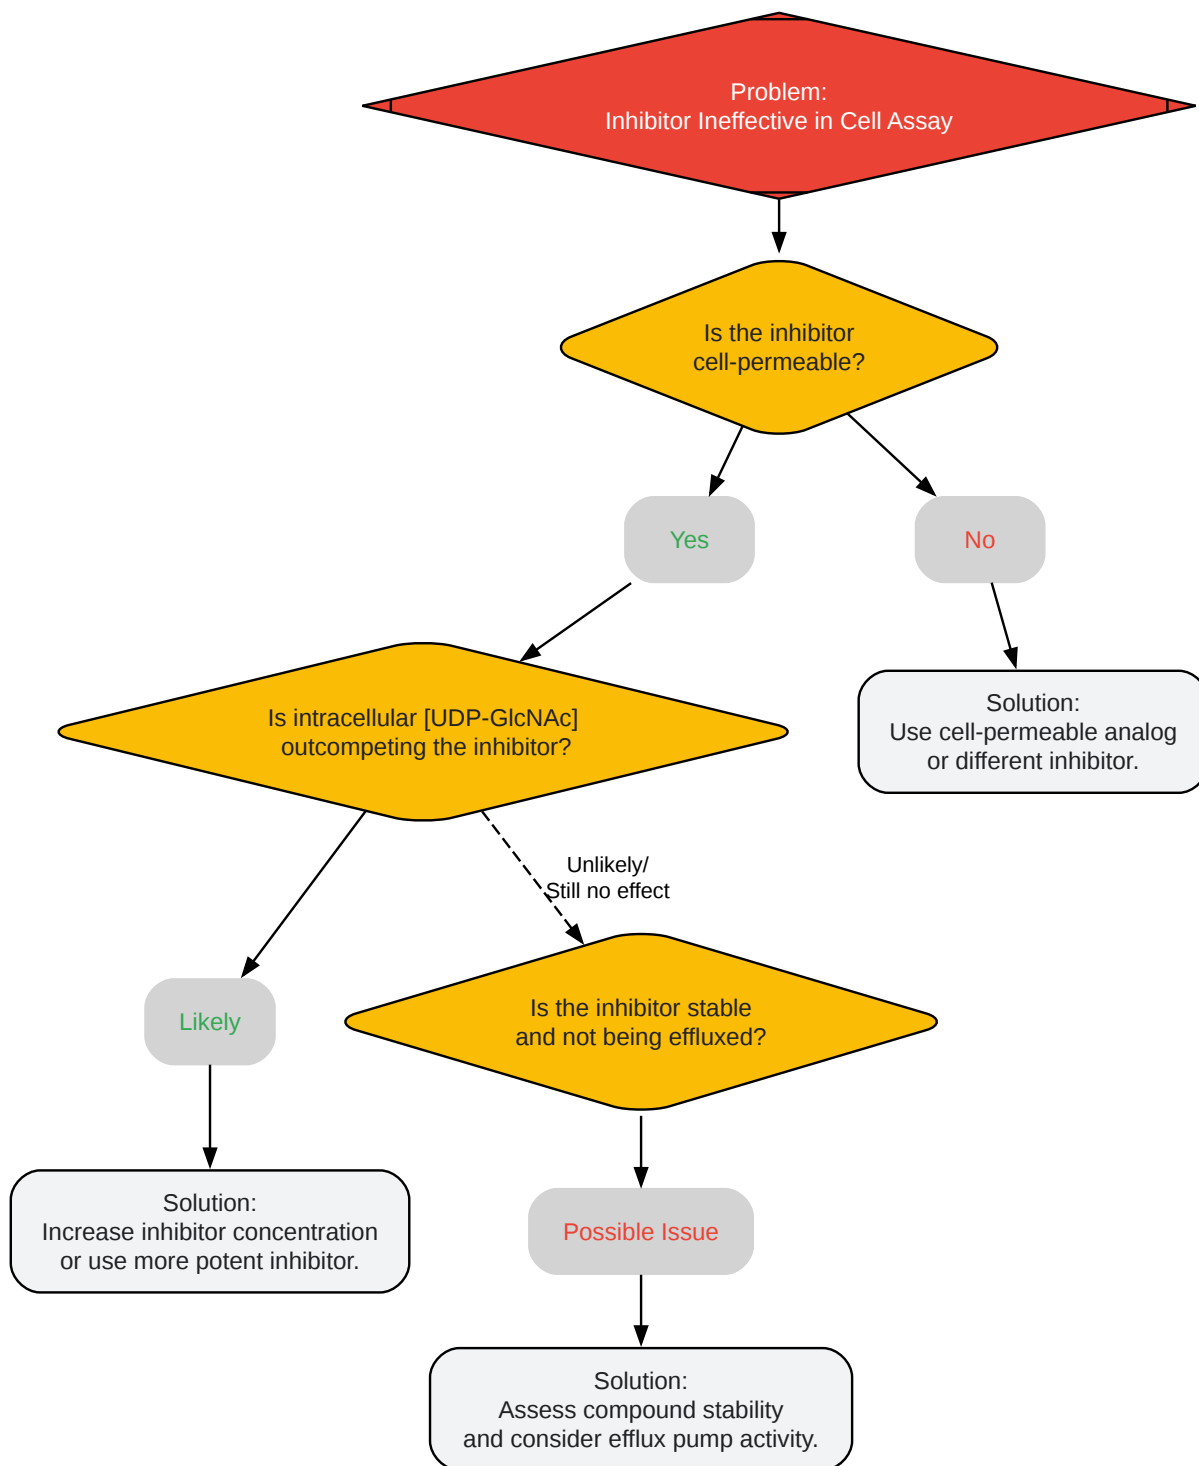 Problem:
Inhibitor Ineffective in Cell Assay
Is the inhibitor
cell-permeable?
Yes
No
Is intracellular [UDP-GlcNAc]
outcompeting the inhibitor?
Solution:
Use cell-permeable analog
or different inhibitor.
Unlikely/
Still no effect
Likely
Is the inhibitor stable
and not being effluxed?
Solution:
Increase inhibitor concentration
or use more potent inhibitor.
Possible Issue
Solution:
Assess compound stability
and consider efflux pump activity.